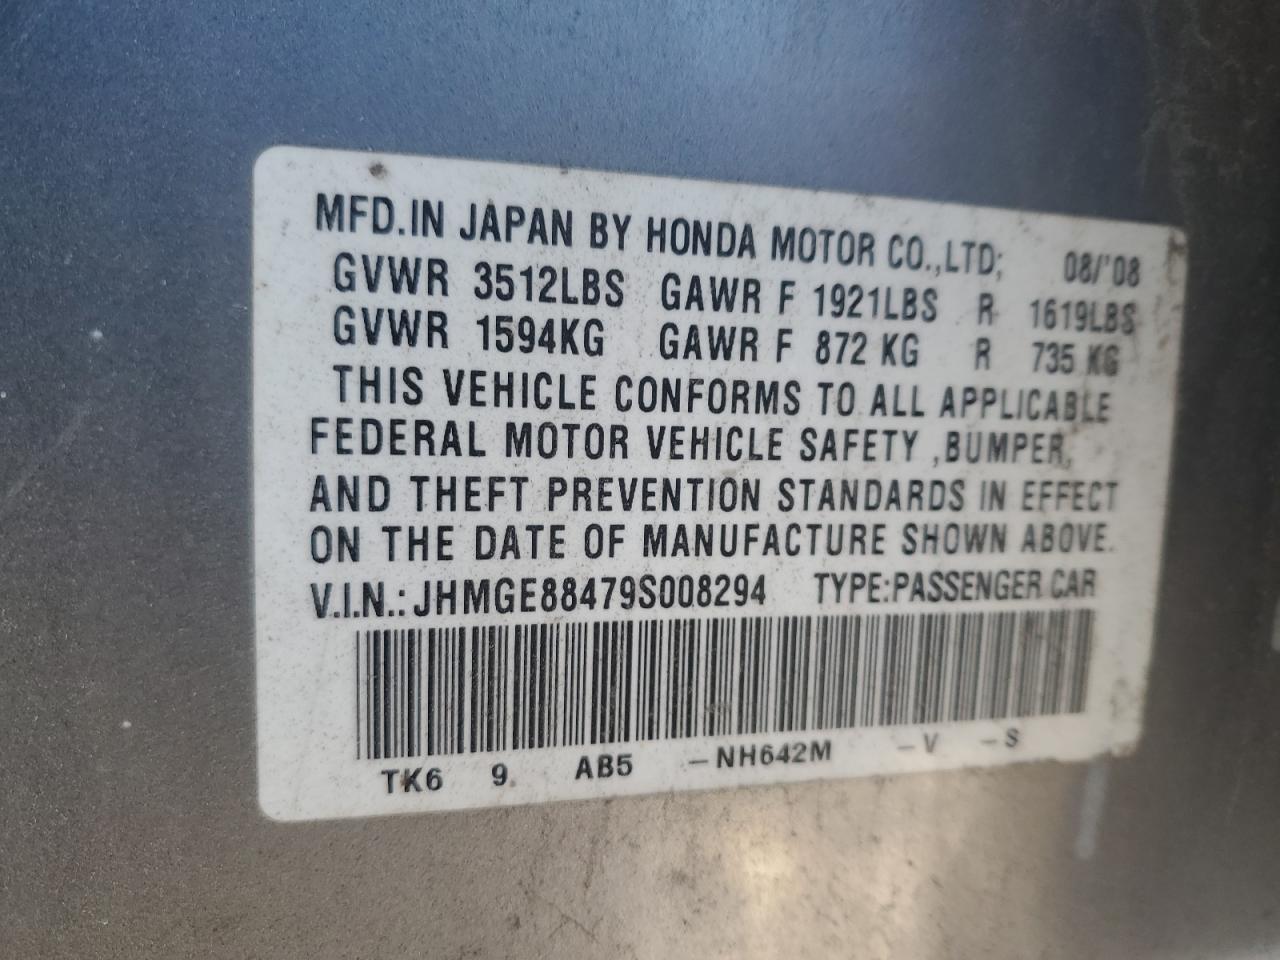 MFD.IN JAPAN BY HONDA MOTOR CO.,LTD; 08/'08
GVWR 3512LBS GAWR F 1921LBS R 1619LBS
GVWR 1594KG GAWR F 872 KG R 735 KG
THIS VEHICLE CONFORMS TO ALL APPLICABLE
FEDERAL MOTOR VEHICLE SAFETY ,BUMPER,
AND THEFT PREVENTION STANDARDS IN EFFECT
ON THE DATE OF MANUFACTURE SHOWN ABOVE.
V.I.N.: JHMGE88479S008294 TYPE:PASSENGER CAR
TK6 9 AB5 -NH642M -V -S